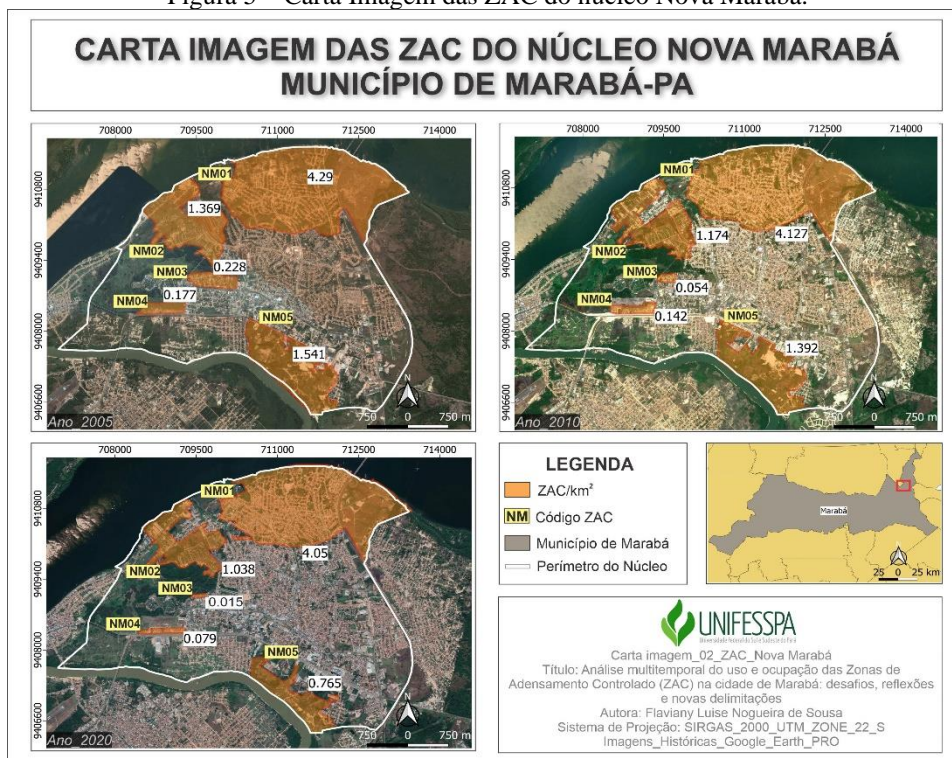 Figura 3 – Carta Imagem das ZAC do núcleo Nova Marabá.
CARTA IMAGEM DAS ZAC DO NÚCLEO NOVA MARABÁ
MUNICÍPIO DE MARABÁ-PA
708000 709500 711000 712500 714000
9410800
9409400
9408000
9406600
NM01
4.29
1.369
NM02
0.228
NM03
0.177
NM04
NM05
1.541
N
750 0 750 m
Ano_2005
708000 709500 711000 712500 714000
9410800
9409400
9408000
9406600
NM01
1.174
4.127
NM02
NM03
0.054
NM04
0.142
NM05
1.392
N
750 0 750 m
Ano_2010
708000 709500 711000 712500 714000
9410800
9409400
9408000
9406600
NM01
4.05
NM02
1.038
NM03
0.015
NM04
0.079
NM05
0.765
N
750 0 750 m
Ano_2020
LEGENDA
ZAC/km²
NM Código ZAC
Município de Marabá
Perímetro do Núcleo
Marabá
N
25 0 25 km
UNIFESSPA
Carta imagem_02_ZAC_Nova Marabá
Título: Análise multitemporal do uso e ocupação das Zonas de
Adensamento Controlado (ZAC) na cidade de Marabá: desafios, reflexões
e novas delimitações
Autora: Flaviany Luise Nogueira de Sousa
Sistema de Projeção: SIRGAS_2000_UTM_ZONE_22_S
Imagens_Históricas_Google_Earth_PRO